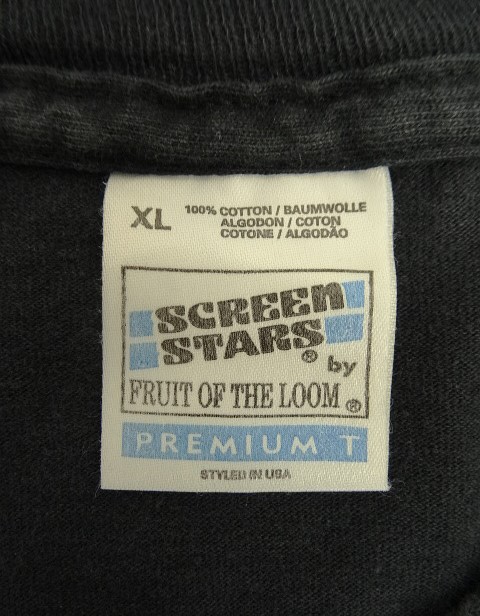 XL
100% COTTON / BAUMWOLLE
ALGODON / COTON
COTONE / ALGODÃO
SCREEN
STARS® by
FRUIT OF THE LOOM®
PREMIUM T
STYLED IN USA